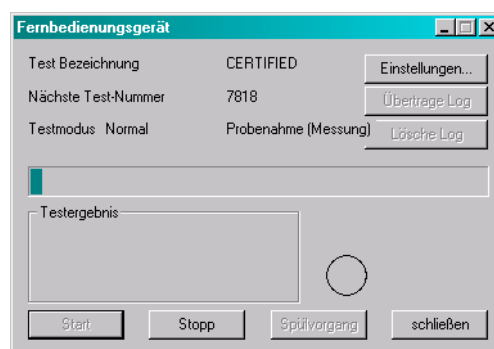 Fernbedienungsgerät
Test Bezeichnung CERTIFIED Einstellungen...
Nächste Test-Nummer 7818 Übertrage Log
Testmodus Normal Probenahme (Messung) Lösche Log
Testergebnis
Start Stopp Spülvorgang schließen